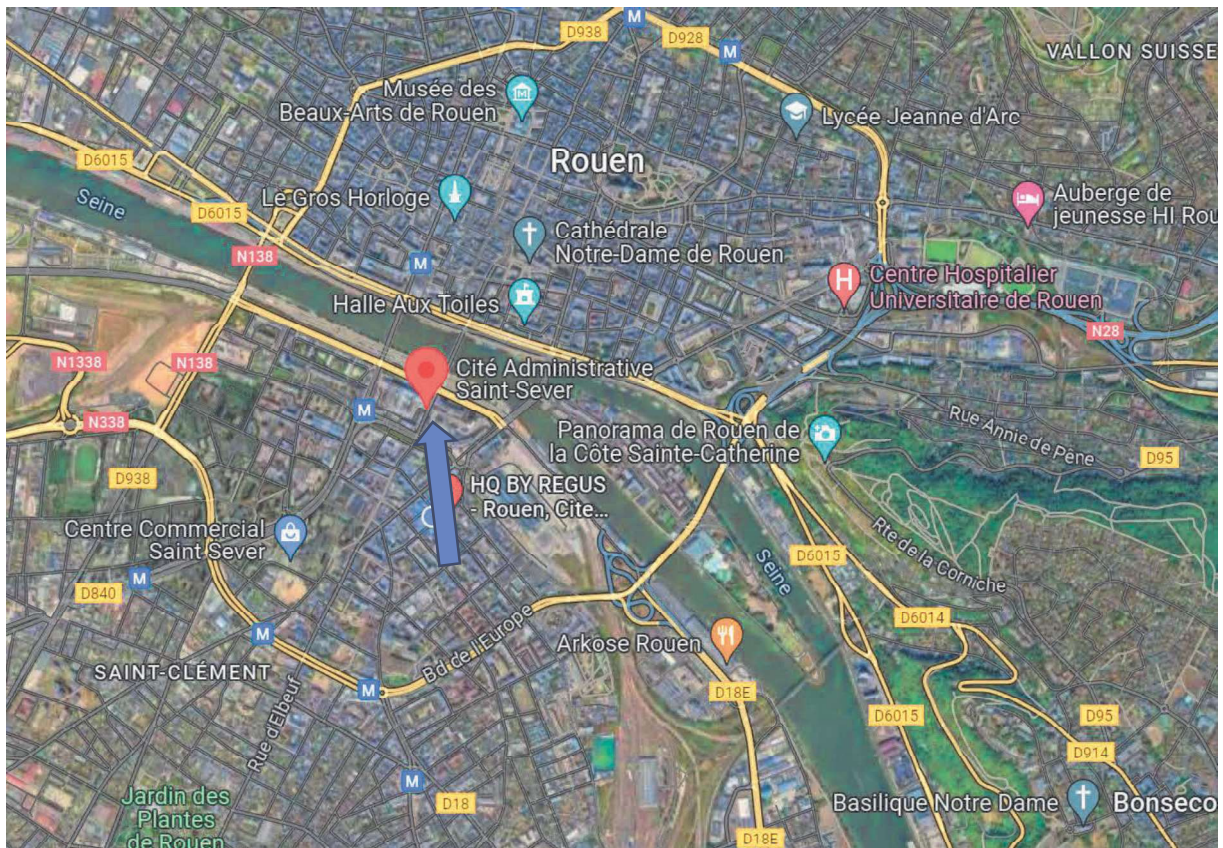 D938
D928
M
M
M
VALLON SUISSE
Musée des
Beaux-Arts de Rouen
Lycée Jeanne d'Arc
D6015
Rouen
Seine
Le Gros Horloge
D6015
Auberge de
jeunesse HI Rou
Cathédrale
Notre-Dame de Rouen
N138
M
Centre Hospitalier
Universitaire de Rouen
H
Halle Aux Toiles
N28
N1338
N138
Cité Administrative
Saint-Sever
M
N338
Panorama de Rouen de
la Côte Sainte-Catherine
Rue Annie de Pène
D95
D938
HQ BY REGUS
- Rouen, Cite...
Centre Commercial
Saint Sever
Rte de la Corniche
Seine
D6015
M
D840
D6014
M
Bd de l'Europe
Arkose Rouen
SAINT-CLÉMENT
M
Rue d'Elbeuf
D18E
D6015
D95
D914
M
Jardin des
Plantes
de Rouen
D18
Basilique Notre Dame
Bonseco
D18E